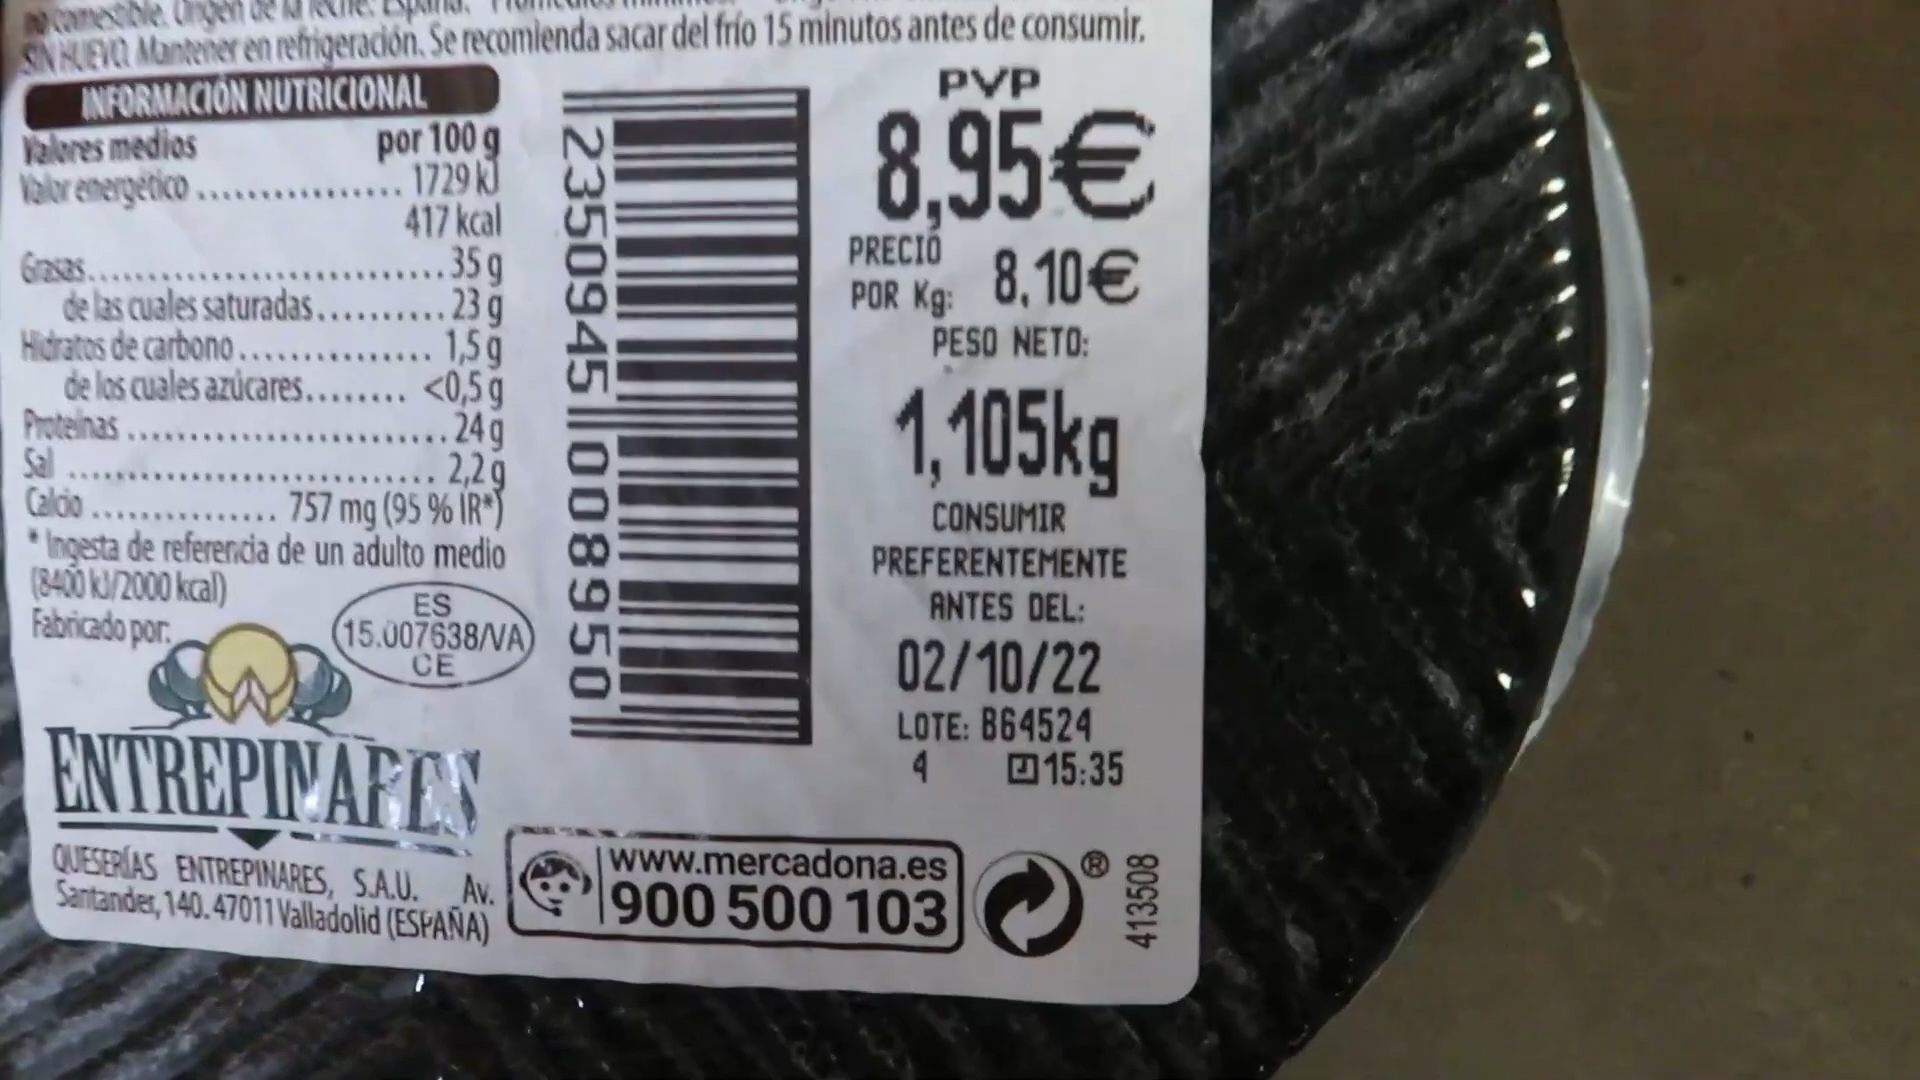 no comestible. Origen de la leche: España.
SIN HUEVO. Mantener en refrigeración. Se recomienda sacar del frío 15 minutos antes de consumir.
INFORMACIÓN NUTRICIONAL
Valores medios por 100 g
Valor energético ................ 1729 kJ
417 kcal
Grasas.............................. 35 g
de las cuales saturadas.......... 23 g
Hidratos de carbono............... 1,5 g
de los cuales azúcares........ <0,5 g
Proteínas .......................... 24 g
Sal .............................. 2,2 g
Calcio ............... 757 mg (95 % IR*)
* Ingesta de referencia de un adulto medio
(8400 kJ/2000 kcal)
Fabricado por:
ES
15.007638/VA
CE
ENTREPINARES
QUESERÍAS ENTREPINARES, S.A.U. Av.
Santander, 140. 47011 Valladolid (ESPAÑA)
2350945 008950
PVP
8,95€
PRECIO
POR Kg: 8,10€
PESO NETO:
1,105kg
CONSUMIR
PREFERENTEMENTE
ANTES DEL:
02/10/22
LOTE: B64524
4 15:35
www.mercadona.es
900 500 103
®
413508